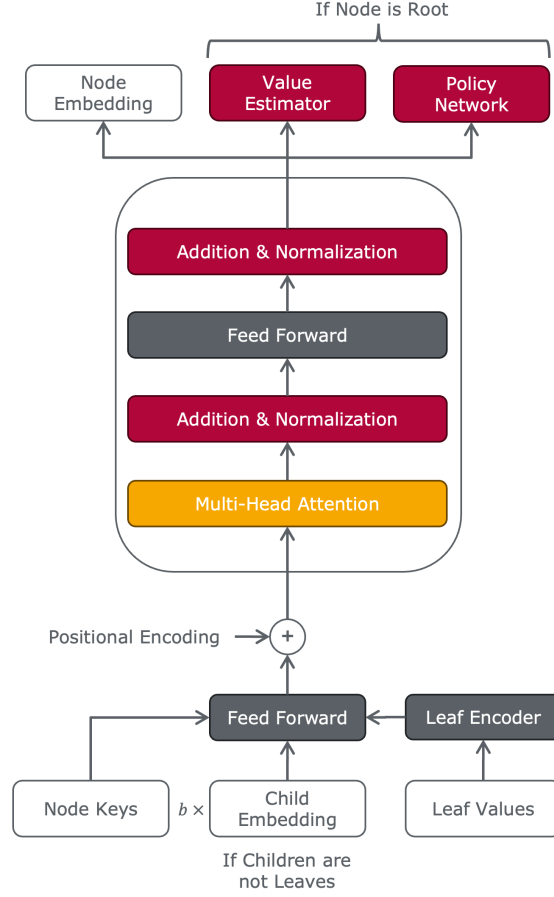 If Node is Root
Node
Embedding
Value
Estimator
Policy
Network
Addition & Normalization
Feed Forward
Addition & Normalization
Multi-Head Attention
Positional Encoding
+
Feed Forward
Leaf Encoder
Node Keys
b ×
Child
Embedding
Leaf Values
If Children are
not Leaves